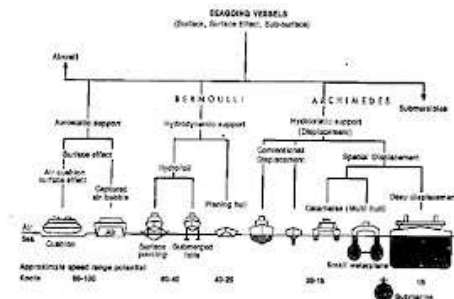 SEAGOING VESSELS
(Surface, Surface Effect, Sub-surface)
Aircraft
BERNOULLI
ARCHIMEDES
Submersibles
Aerostatic support
Hydrodynamic support
Hydrostatic support
(Displacement)
Surface effect
Conventional
Displacement
Spatial Displacement
Air cushion
surface effect
Captured
air bubble
Hydrofoil
Planing hull
Catamaran (Multi hull)
Deep displacement
Air
Sea
Cushion
Air
Surface
piercing
Submerged
foils
Small waterplane
Approximate speed range potential
Knots
Submarine